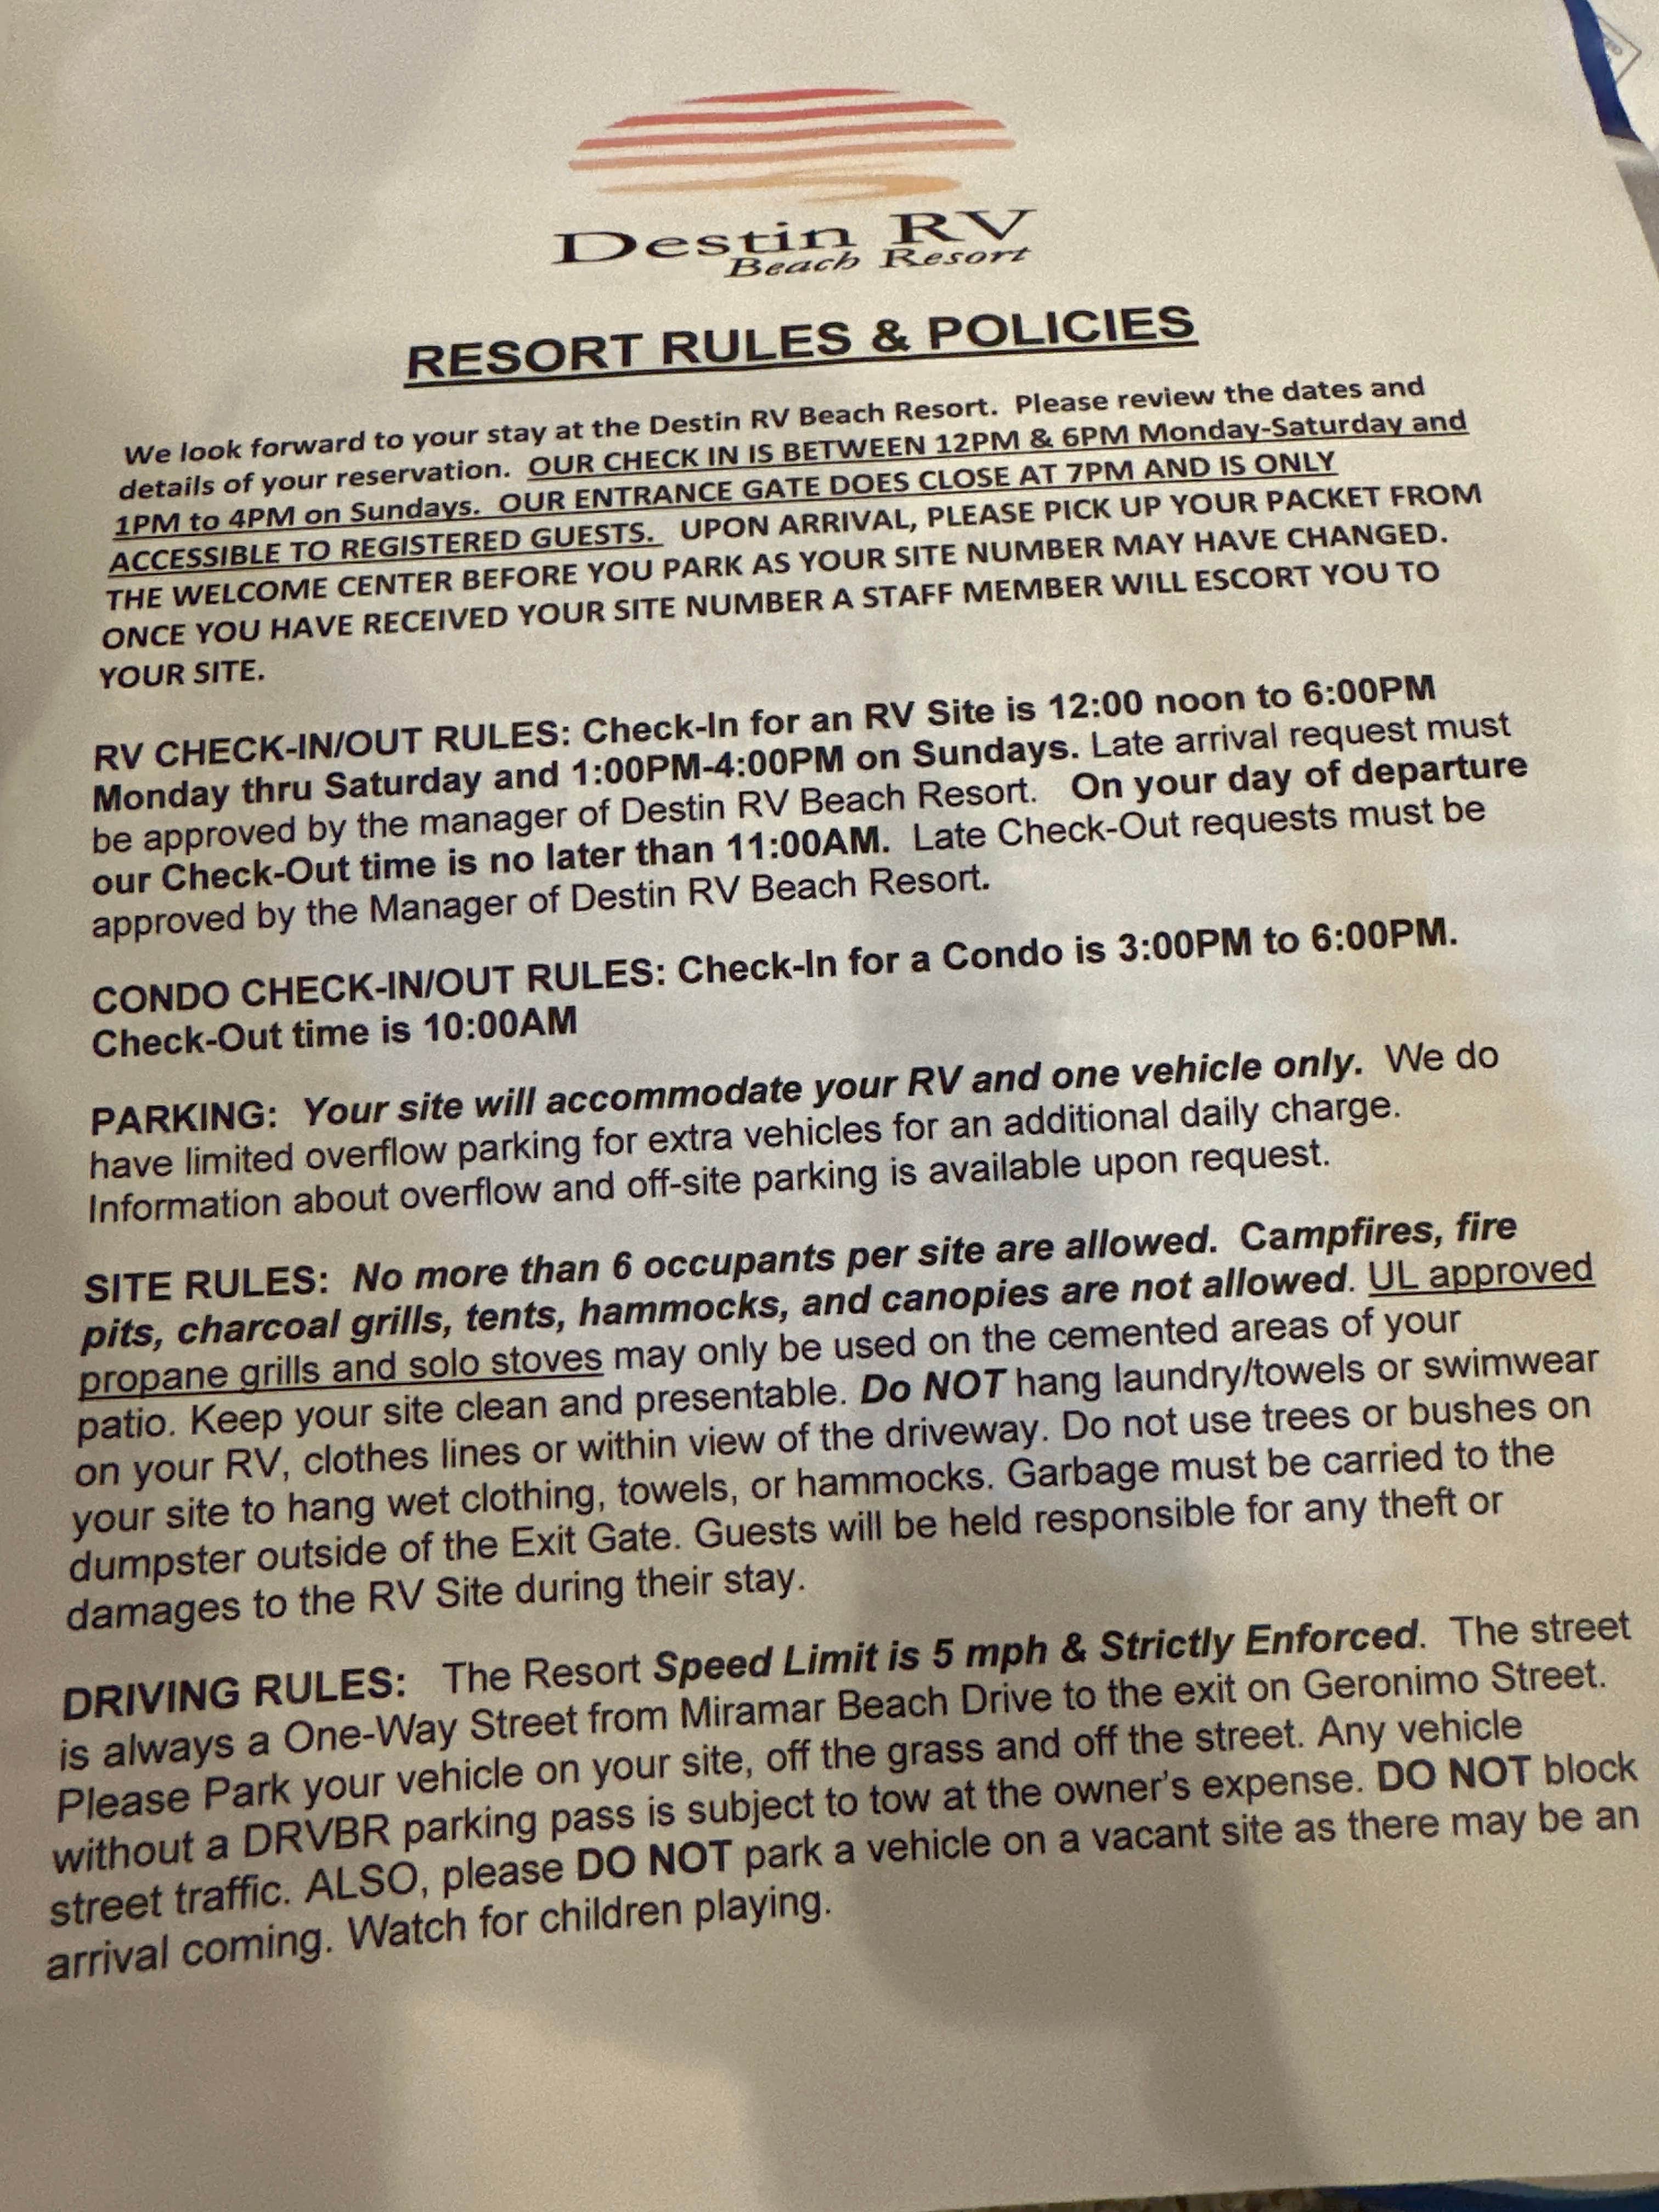 Destin RV
Beach Resort
RESORT RULES & POLICIES
We look forward to your stay at the Destin RV Beach Resort. Please review the dates and
details of your reservation. OUR CHECK IN IS BETWEEN 12PM & 6PM Monday-Saturday and
1PM to 4PM on Sundays. OUR ENTRANCE GATE DOES CLOSE AT 7PM AND IS ONLY
ACCESSIBLE TO REGISTERED GUESTS. UPON ARRIVAL, PLEASE PICK UP YOUR PACKET FROM
THE WELCOME CENTER BEFORE YOU PARK AS YOUR SITE NUMBER MAY HAVE CHANGED.
ONCE YOU HAVE RECEIVED YOUR SITE NUMBER A STAFF MEMBER WILL ESCORT YOU TO
YOUR SITE.
RV CHECK-IN/OUT RULES: Check-In for an RV Site is 12:00 noon to 6:00PM
Monday thru Saturday and 1:00PM-4:00PM on Sundays. Late arrival request must
be approved by the manager of Destin RV Beach Resort. On your day of departure
our Check-Out time is no later than 11:00AM. Late Check-Out requests must be
approved by the Manager of Destin RV Beach Resort.
CONDO CHECK-IN/OUT RULES: Check-In for a Condo is 3:00PM to 6:00PM.
Check-Out time is 10:00AM
PARKING: Your site will accommodate your RV and one vehicle only. We do
have limited overflow parking for extra vehicles for an additional daily charge.
Information about overflow and off-site parking is available upon request.
SITE RULES: No more than 6 occupants per site are allowed. Campfires, fire
pits, charcoal grills, tents, hammocks, and canopies are not allowed. UL approved
propane grills and solo stoves may only be used on the cemented areas of your
patio. Keep your site clean and presentable. Do NOT hang laundry/towels or swimwear
on your RV, clothes lines or within view of the driveway. Do not use trees or bushes on
your site to hang wet clothing, towels, or hammocks. Garbage must be carried to the
dumpster outside of the Exit Gate. Guests will be held responsible for any theft or
damages to the RV Site during their stay.
DRIVING RULES: The Resort Speed Limit is 5 mph & Strictly Enforced. The street
is always a One-Way Street from Miramar Beach Drive to the exit on Geronimo Street.
Please Park your vehicle on your site, off the grass and off the street. Any vehicle
without a DRVBR parking pass is subject to tow at the owner's expense. DO NOT block
street traffic. ALSO, please DO NOT park a vehicle on a vacant site as there may be an
arrival coming. Watch for children playing.